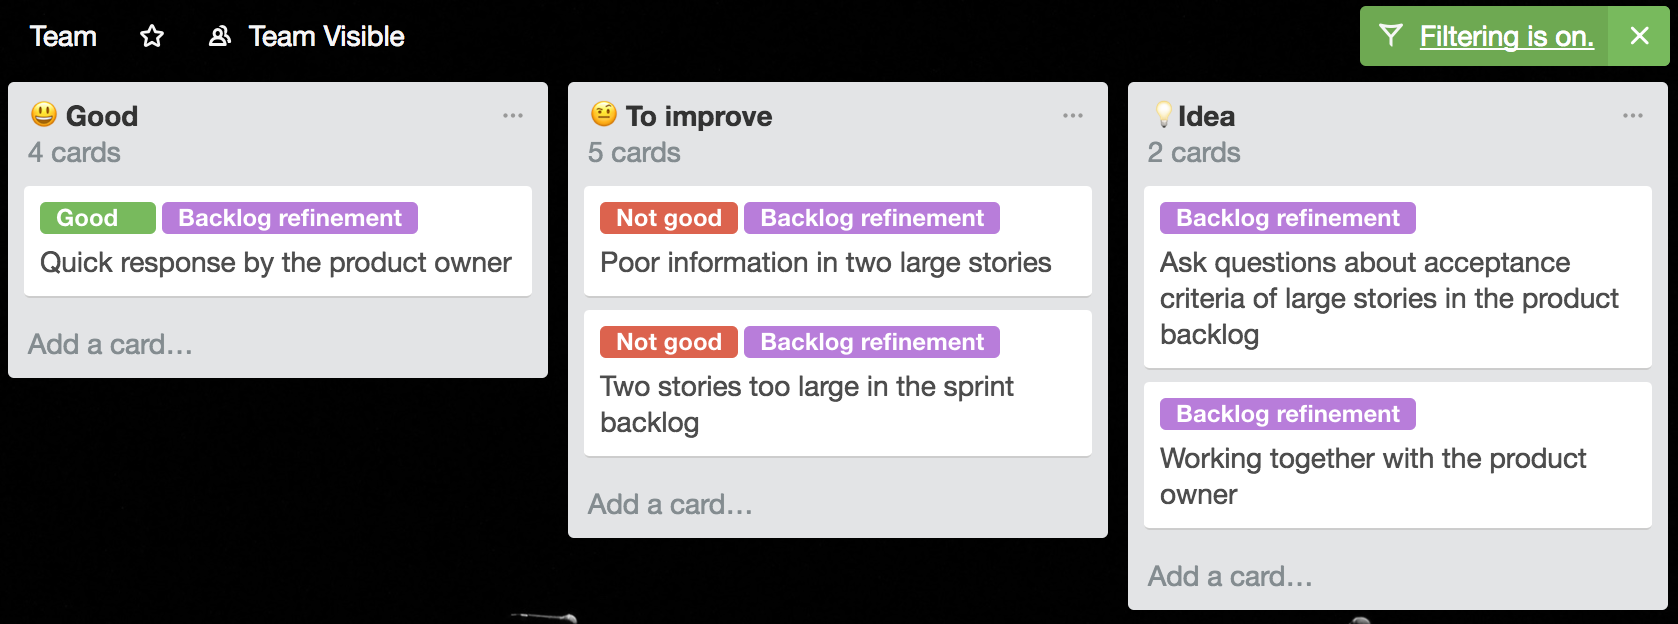 Team Team Visible Filtering is on.
Good
4 cards
Good Backlog refinement
Quick response by the product owner
Add a card…
To improve
5 cards
Not good Backlog refinement
Poor information in two large stories
Not good Backlog refinement
Two stories too large in the sprint
backlog
Add a card…
Idea
2 cards
Backlog refinement
Ask questions about acceptance
criteria of large stories in the product
backlog
Backlog refinement
Working together with the product
owner
Add a card…